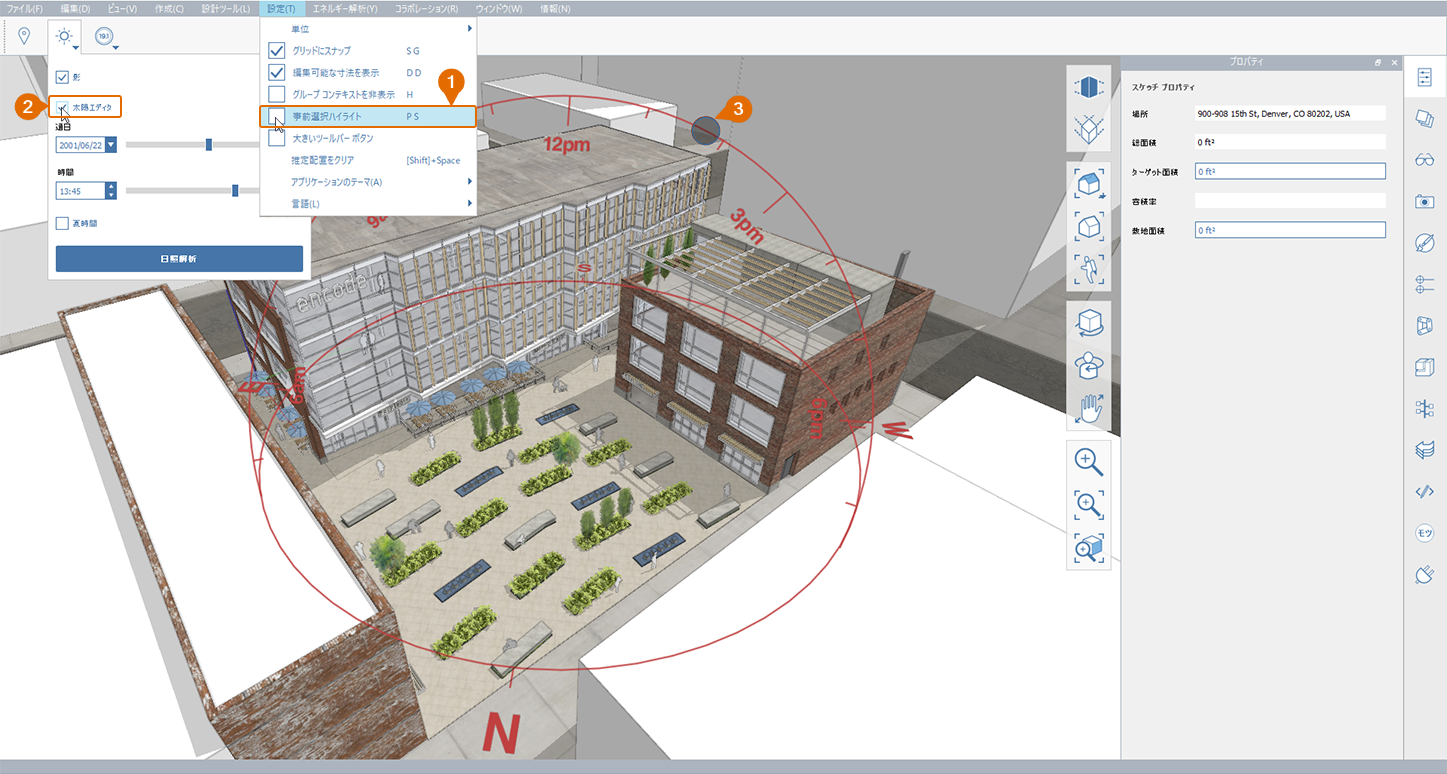 ファイル(F) 編集(D) ビュー(V) 作成(C) 設計ツール(L) 設定(T) エネルギー解析(Y) コラボレーション(R) ウィンドウ(W) 情報(N)
193
単位
グリッドにスナップ SG
編集可能な寸法を表示 DD
グループ コンテキストを非表示 H
事前選択ハイライト PS
大きいツールバー ボタン
推定配置をクリア [Shift]+Space
アプリケーションのテーマ(A)
言語(L)
1
2
3
影
太陽エディタ
週日
2001/06/22
時間
13:45
高時間
日照解析
プロパティ
スケッチ プロパティ
場所 900-908 15th St, Denver, CO 80202, USA
総面積 0 ft²
ターゲット面積 0 ft²
容積率
敷地面積 0 ft²
モツ
12pm
3pm
S
encode
E
6am
6pm
W
N